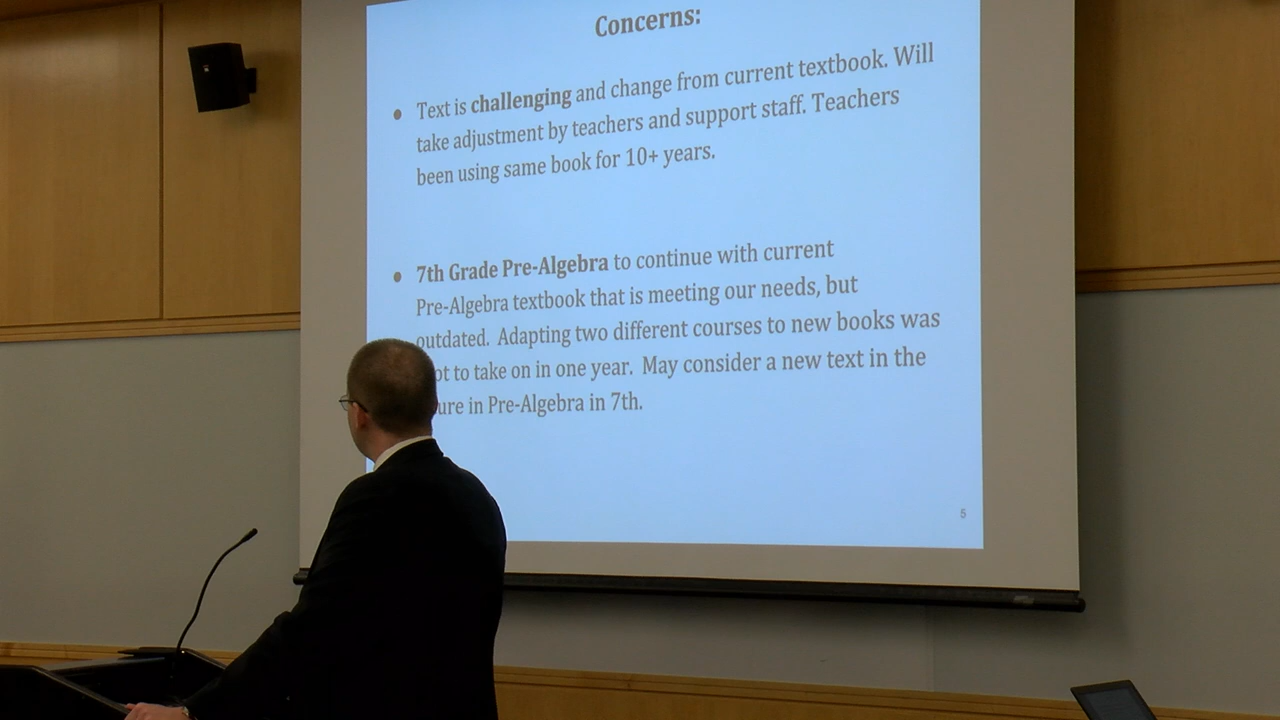 Concerns:
● Text is challenging and change from current textbook. Will
take adjustment by teachers and support staff. Teachers
been using same book for 10+ years.
● 7th Grade Pre-Algebra to continue with current
Pre-Algebra textbook that is meeting our needs, but
outdated. Adapting two different courses to new books was
to take on in one year. May consider a new text in the
in Pre-Algebra in 7th.
5